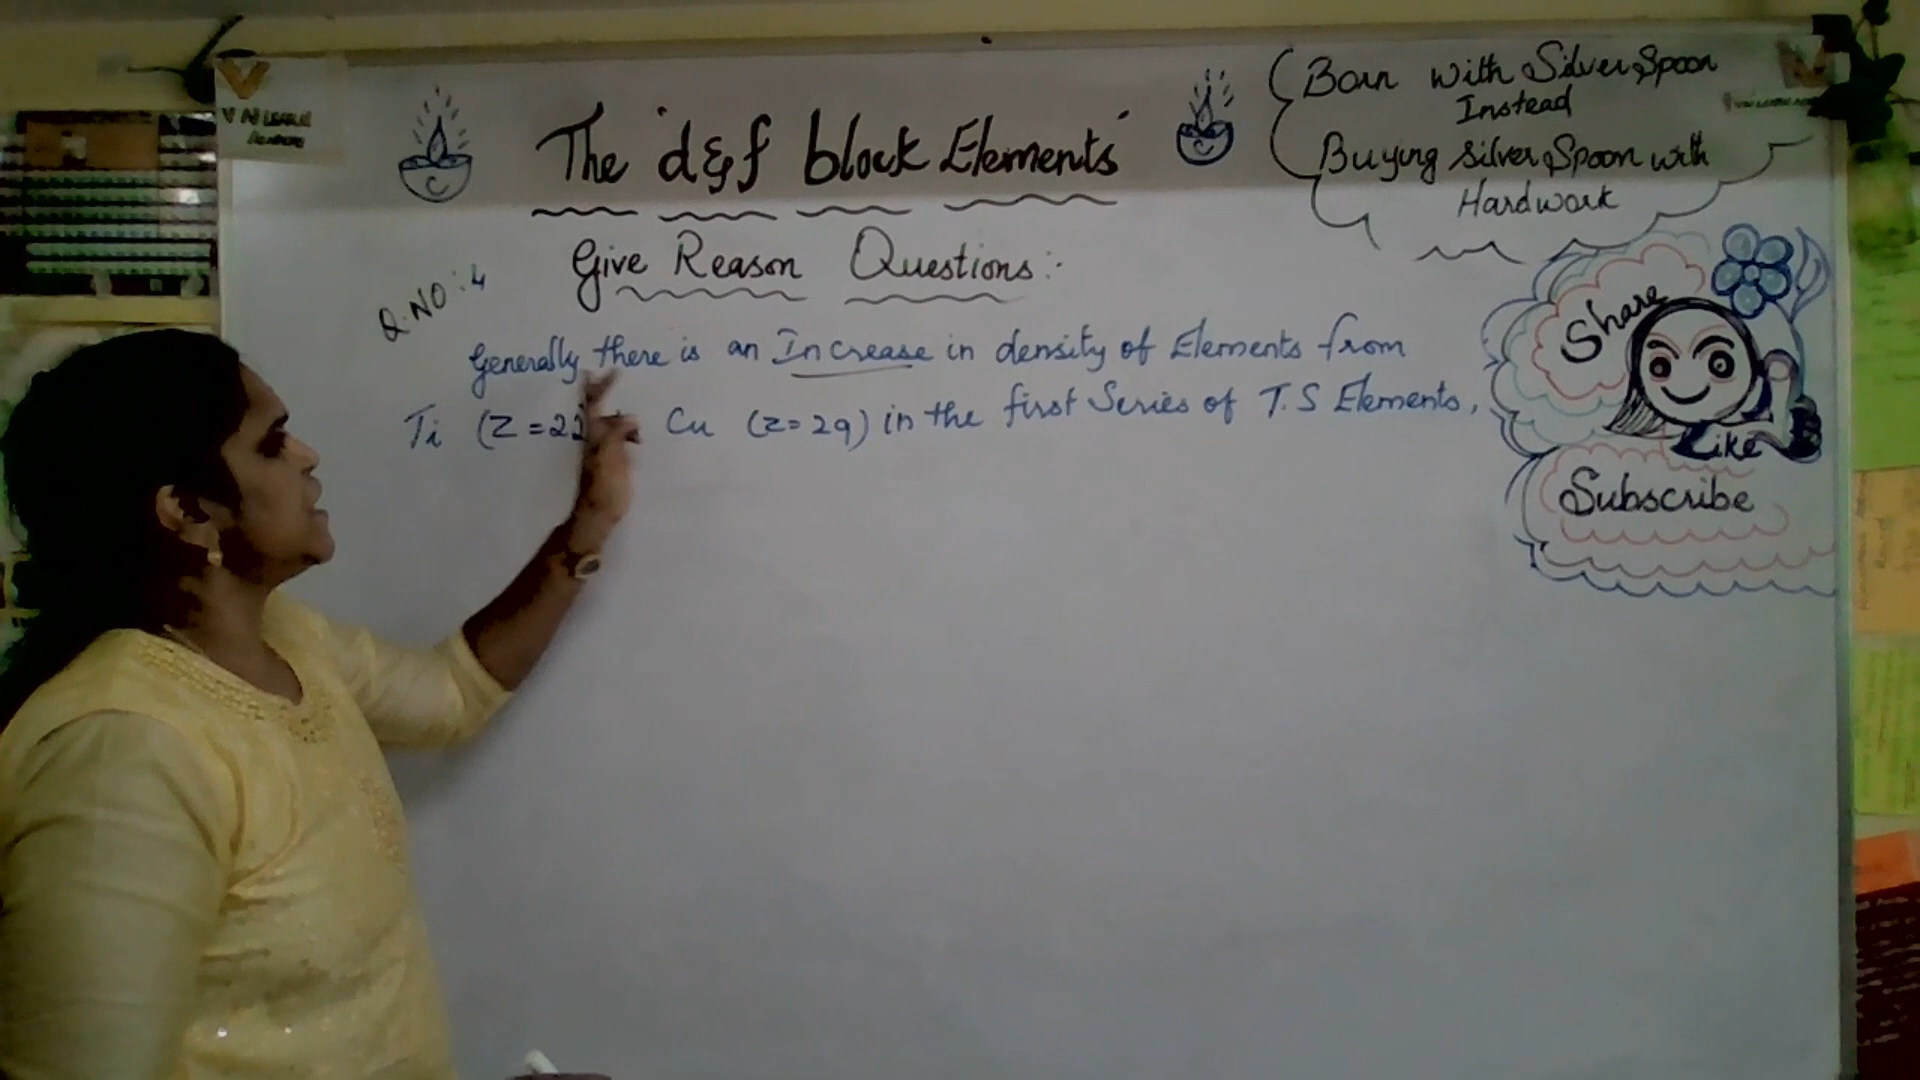 V N LEARN
Academy
The "d & f block Elements"
Born with Silver Spoon
Instead
Buying Silver Spoon with
Hardwork
Give Reason Questions:-
Q.NO: 4
Generally there is an Increase in density of Elements from
Ti (Z=22) Cu (Z=29) in the first Series of T.S Elements,
Share
Like
Subscribe